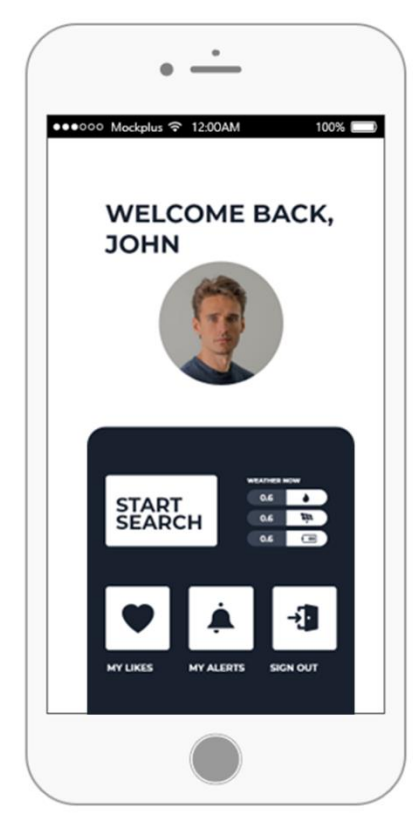 Mockplus 12:00AM 100%
WELCOME BACK,
JOHN
START
SEARCH
WEATHER NOW
0.6
0.6
0.6
MY LIKES MY ALERTS SIGN OUT